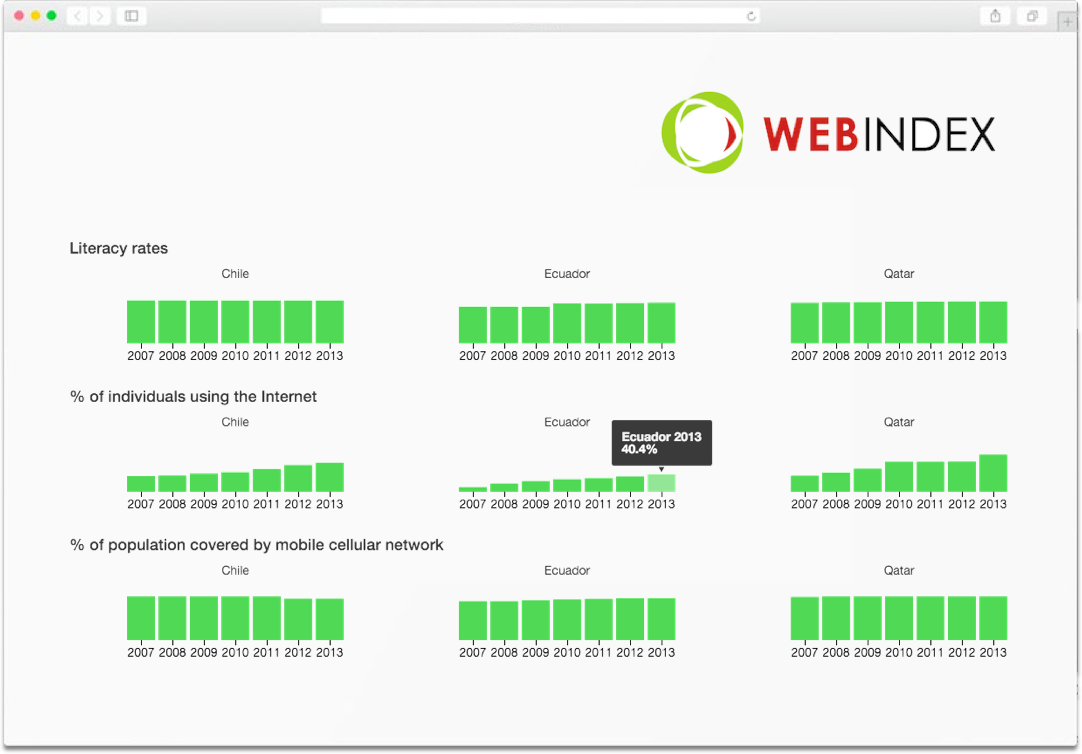 WEBINDEX
Literacy rates
Chile Ecuador Qatar
2007 2008 2009 2010 2011 2012 2013 2007 2008 2009 2010 2011 2012 2013 2007 2008 2009 2010 2011 2012 2013
% of individuals using the Internet
Chile Ecuador Qatar
Ecuador 2013
40.4%
2007 2008 2009 2010 2011 2012 2013 2007 2008 2009 2010 2011 2012 2013 2007 2008 2009 2010 2011 2012 2013
% of population covered by mobile cellular network
Chile Ecuador Qatar
2007 2008 2009 2010 2011 2012 2013 2007 2008 2009 2010 2011 2012 2013 2007 2008 2009 2010 2011 2012 2013